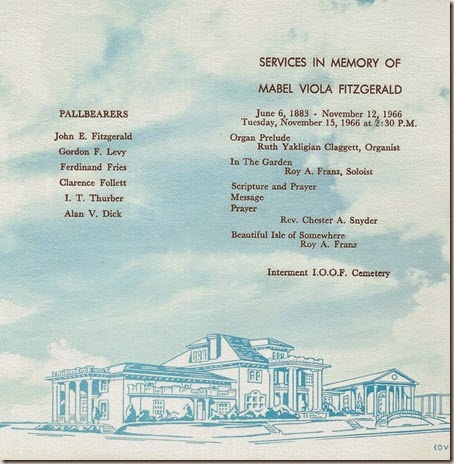 SERVICES IN MEMORY OF
MABEL VIOLA FITZGERALD
June 6, 1883 - November 12, 1966
Tuesday, November 15, 1966 at 2:30 P.M.
Organ Prelude
Ruth Yakligian Claggett, Organist
In The Garden
Roy A. Franz, Soloist
Scripture and Prayer
Message
Prayer
Rev. Chester A. Snyder
Beautiful Isle of Somewhere
Roy A. Franz
Interment I.O.O.F. Cemetery
PALLBEARERS
John E. Fitzgerald
Gordon F. Levy
Ferdinand Fries
Clarence Follett
I. T. Thurber
Alan V. Dick